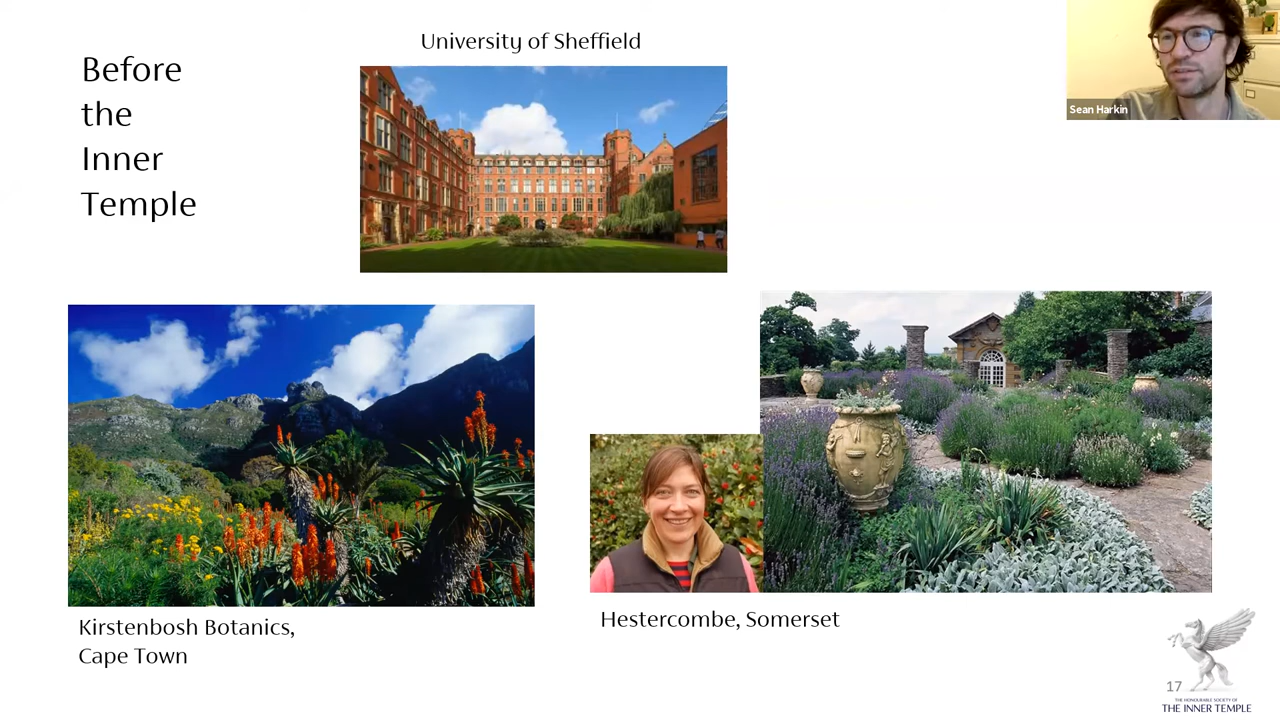 University of Sheffield
Before
the
Inner
Temple
Sean Harkin
Kirstenbosh Botanics,
Cape Town
Hestercombe, Somerset
17
THE HONOURABLE SOCIETY OF
THE INNER TEMPLE